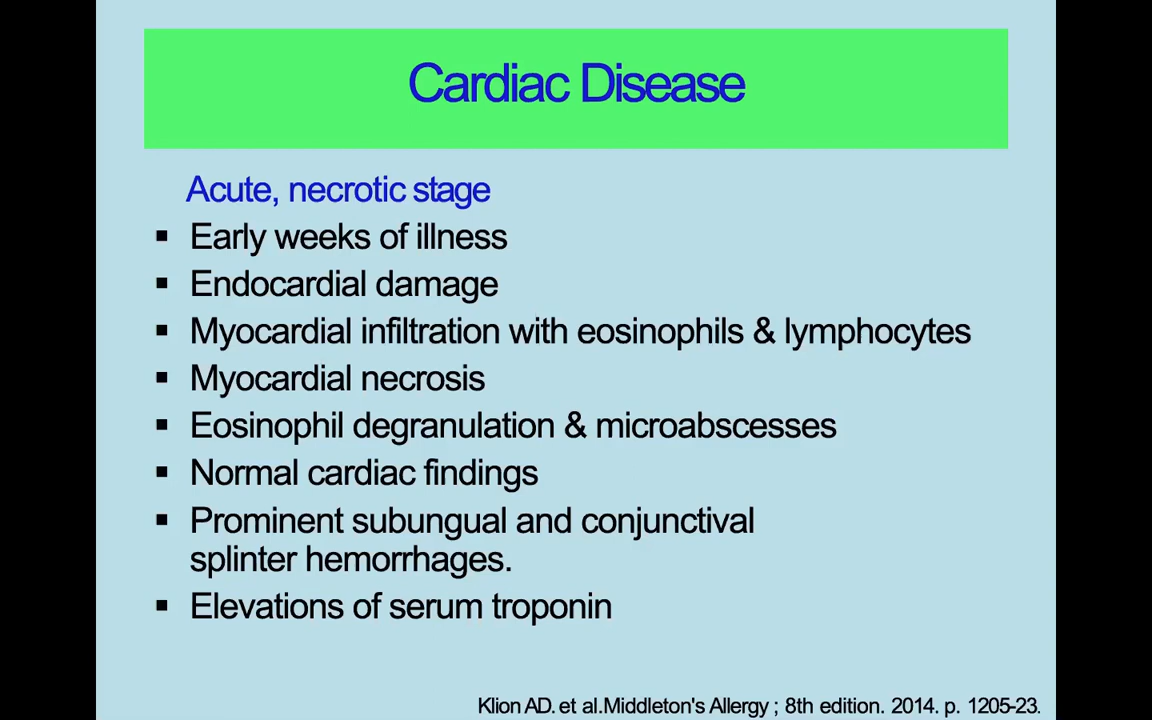 Cardiac Disease
Acute, necrotic stage
▪ Early weeks of illness
▪ Endocardial damage
▪ Myocardial infiltration with eosinophils & lymphocytes
▪ Myocardial necrosis
▪ Eosinophil degranulation & microabscesses
▪ Normal cardiac findings
▪ Prominent subungual and conjunctival
splinter hemorrhages.
▪ Elevations of serum troponin
Klion AD. et al.Middleton's Allergy ; 8th edition. 2014. p. 1205-23.